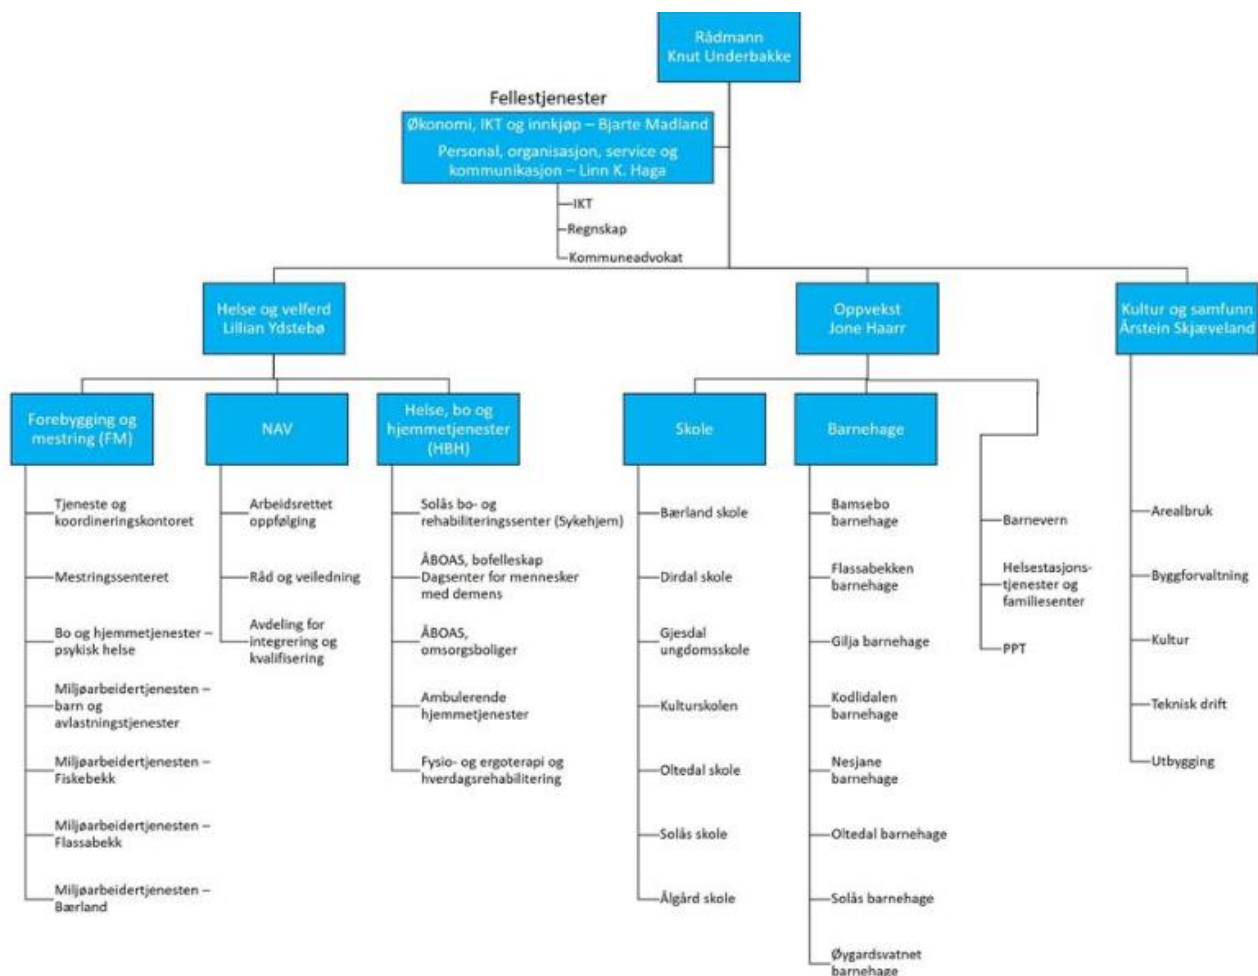 Rådmann
Knut Underbakke
Fellestjenester
Økonomi, IKT og innkjøp – Bjarte Madland
Personal, organisasjon, service og
kommunikasjon – Linn K. Haga
IKT
Regnskap
Kommuneadvokat
Helse og velferd
Lillian Ydstebø
Oppvekst
Jone Haarr
Kultur og samfunn
Årstein Skjæveland
Forebygging og
mestring (FM)
Tjeneste og
koordineringskontoret
Mestringssenteret
Bo og hjemmetjenester –
psykisk helse
Miljøarbeidertjenesten –
barn og
avlastningstjenester
Miljøarbeidertjenesten –
Fiskebekk
Miljøarbeidertjenesten –
Flassabekk
Miljøarbeidertjenesten –
Bærland
NAV
Arbeidsrettet
oppfølging
Råd og veiledning
Avdeling for
integrering og
kvalifisering
Helse, bo og
hjemmetjenester
(HBH)
Solås bo- og
rehabiliteringssenter (Sykehjem)
ÅBOAS, bofelleskap
Dagsenter for mennesker
med demens
ÅBOAS,
omsorgsboliger
Ambulerende
hjemmetjenester
Fysio- og ergoterapi og
hverdagsrehabilitering
Skole
Bærland skole
Dirdal skole
Gjesdal
ungdomsskole
Kulturskolen
Oltedal skole
Solås skole
Ålgård skole
Barnehage
Bamsebo
barnehage
Flassabekken
barnehage
Gilja barnehage
Kodlidalen
barnehage
Nesjane
barnehage
Oltedal barnehage
Solås barnehage
Øygardsvatnet
barnehage
Barnevern
Helsestasjons-
tjenester og
familiesenter
PPT
Arealbruk
Byggforvaltning
Kultur
Teknisk drift
Utbygging